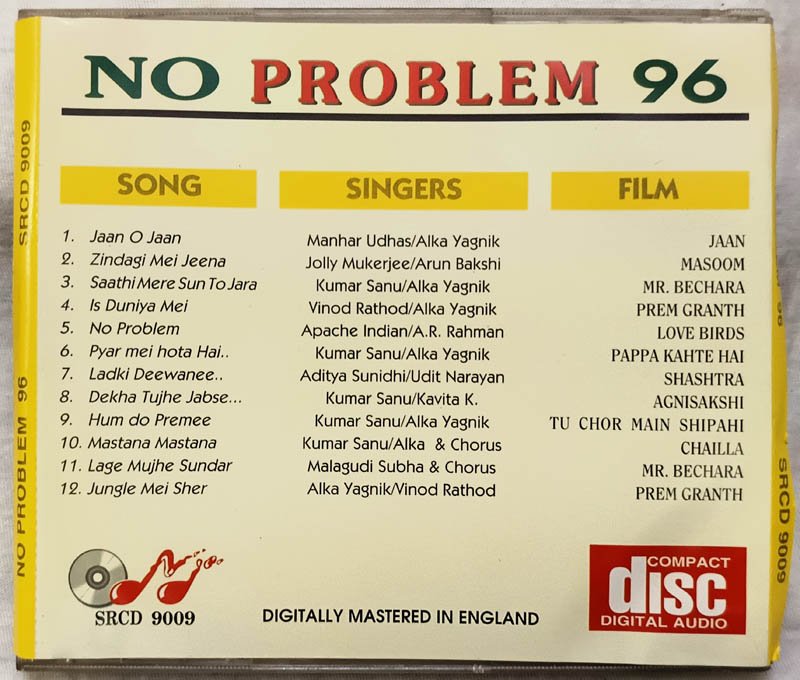 NO PROBLEM 96
SONG SINGERS FILM
1. Jaan O Jaan Manhar Udhas/Alka Yagnik JAAN
2. Zindagi Mei Jeena Jolly Mukerjee/Arun Bakshi MASOOM
3. Saathi Mere Sun To Jara Kumar Sanu/Alka Yagnik MR. BECHARA
4. Is Duniya Mei Vinod Rathod/Alka Yagnik PREM GRANTH
5. No Problem Apache Indian/A.R. Rahman LOVE BIRDS
6. Pyar mei hota Hai.. Kumar Sanu/Alka Yagnik PAPPA KAHTE HAI
7. Ladki Deewanee.. Aditya Sunidhi/Udit Narayan SHASHTRA
8. Dekha Tujhe Jabse... Kumar Sanu/Kavita K. AGNISAKSHI
9. Hum do Premee Kumar Sanu/Alka Yagnik TU CHOR MAIN SHIPAHI
10. Mastana Mastana Kumar Sanu/Alka & Chorus CHAILLA
11. Lage Mujhe Sundar Malagudi Subha & Chorus MR. BECHARA
12. Jungle Mei Sher Alka Yagnik/Vinod Rathod PREM GRANTH
SRCD 9009
DIGITALLY MASTERED IN ENGLAND
COMPACT
disc
DIGITAL AUDIO
NO PROBLEM 96 SRCD 9009
96 SRCD 9009